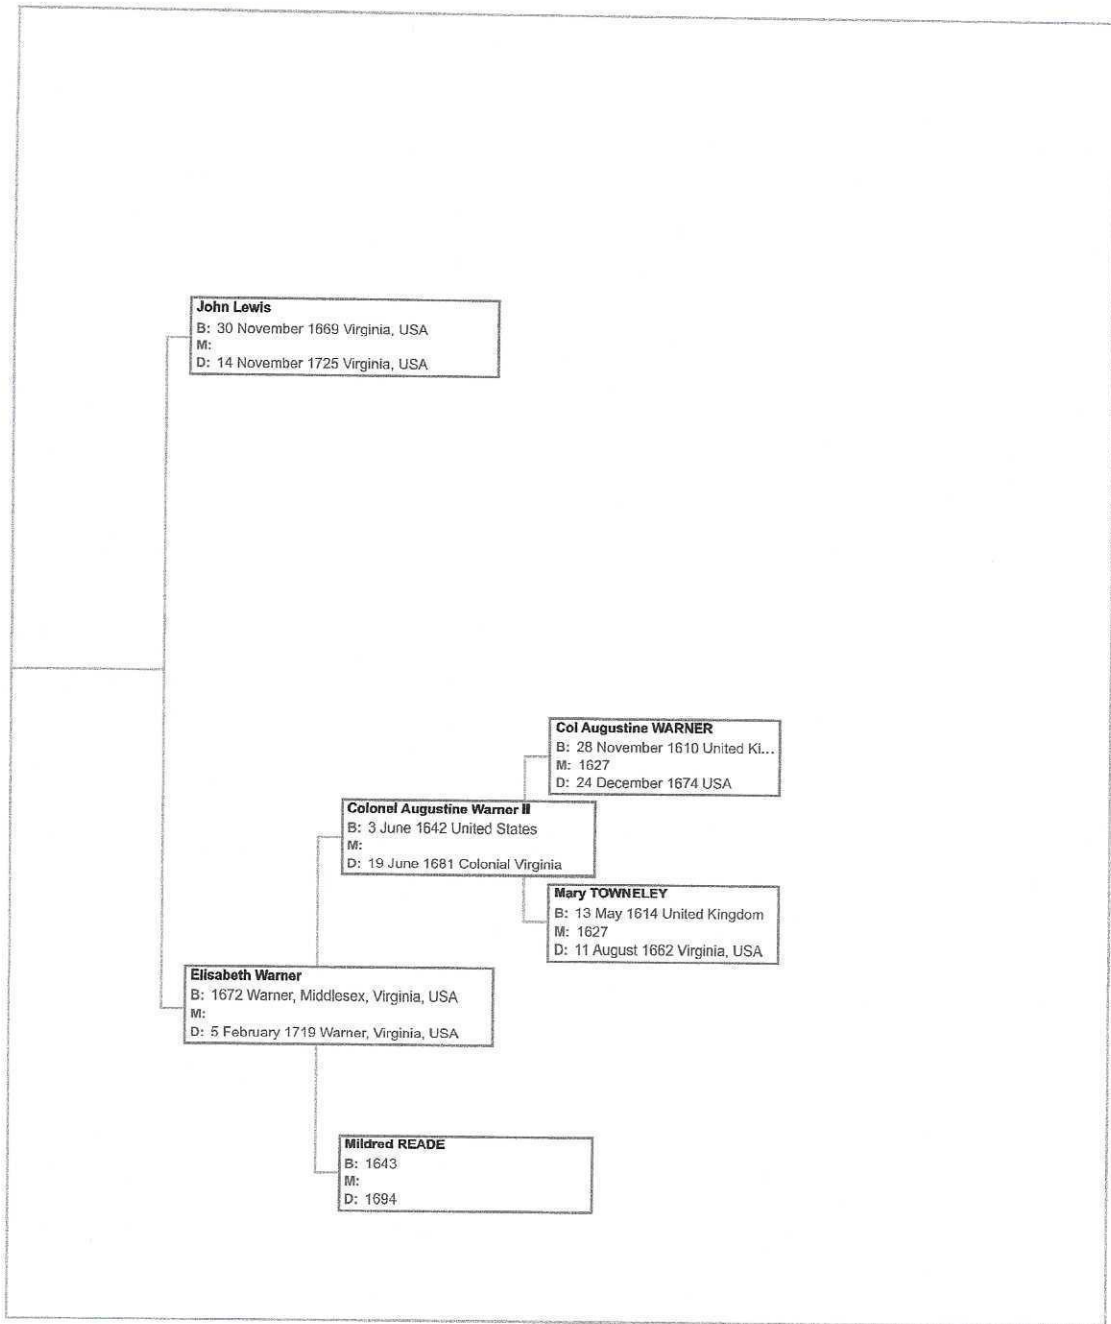 John Lewis
B: 30 November 1669 Virginia, USA
M:
D: 14 November 1725 Virginia, USA
Col Augustine WARNER
B: 28 November 1610 United Ki...
M: 1627
D: 24 December 1674 USA
Colonel Augustine Warner II
B: 3 June 1642 United States
M:
D: 19 June 1681 Colonial Virginia
Mary TOWNELEY
B: 13 May 1614 United Kingdom
M: 1627
D: 11 August 1662 Virginia, USA
Elisabeth Warner
B: 1672 Warner, Middlesex, Virginia, USA
M:
D: 5 February 1719 Warner, Virginia, USA
Mildred READE
B: 1643
M:
D: 1694